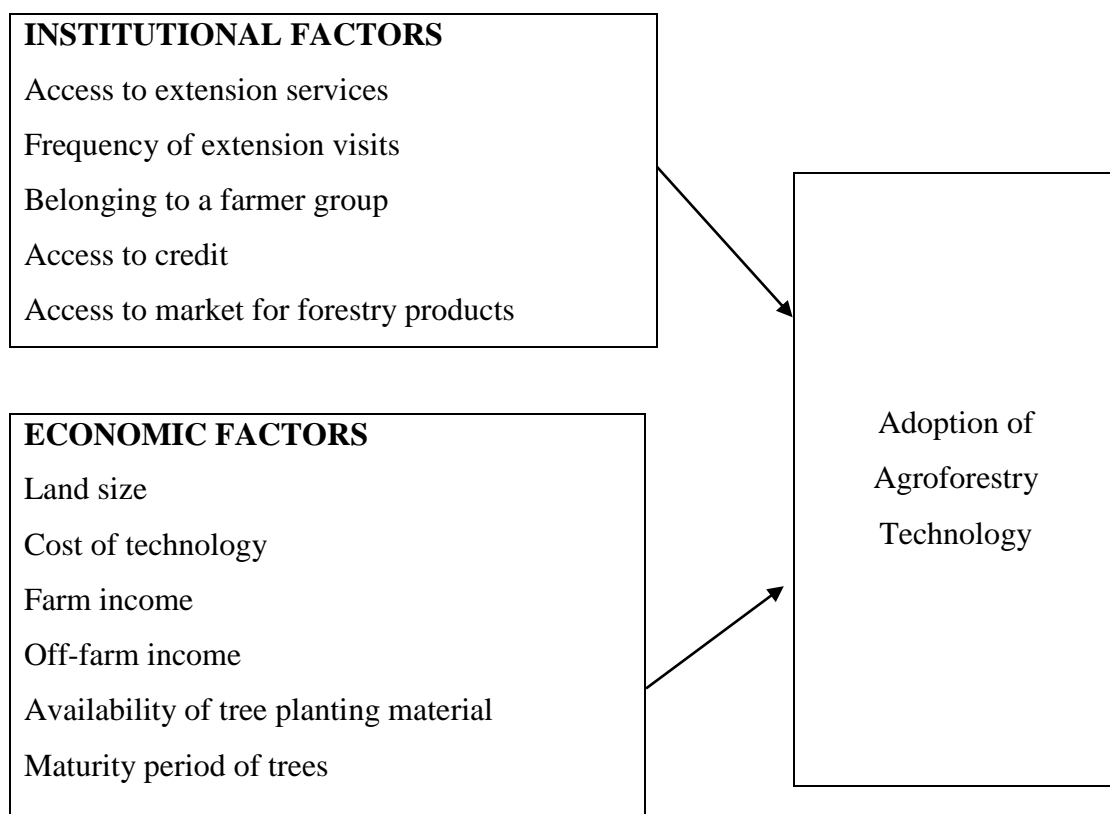 INSTITUTIONAL FACTORS
Access to extension services
Frequency of extension visits
Belonging to a farmer group
Access to credit
Access to market for forestry products
ECONOMIC FACTORS
Land size
Cost of technology
Farm income
Off-farm income
Availability of tree planting material
Maturity period of trees
Adoption of
Agroforestry
Technology